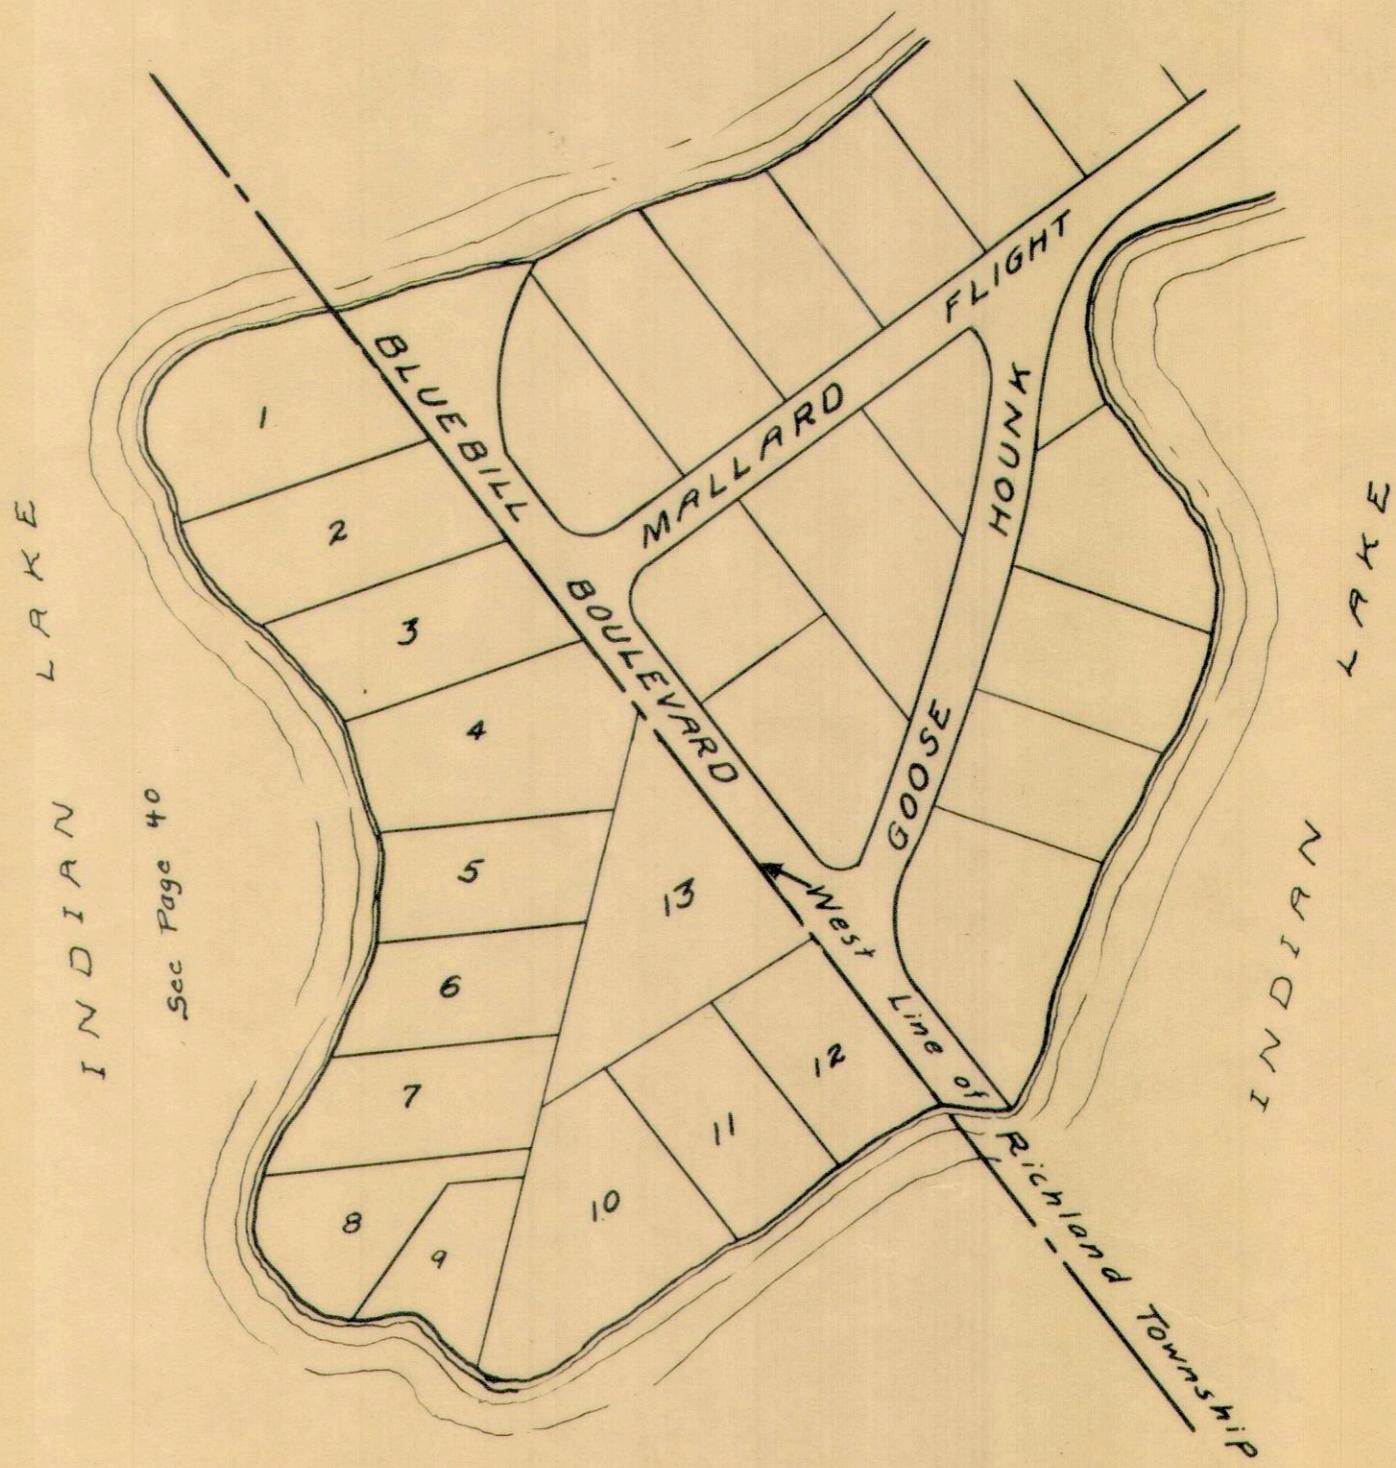 BLUEBILL BOULEVARD
MALLARD FLIGHT
GOOSE HOUNK
INDIAN LAKE
See Page 40
INDIAN LAKE
West Line of Richland Township
1
2
3
4
5
6
7
8
9
10
11
12
13